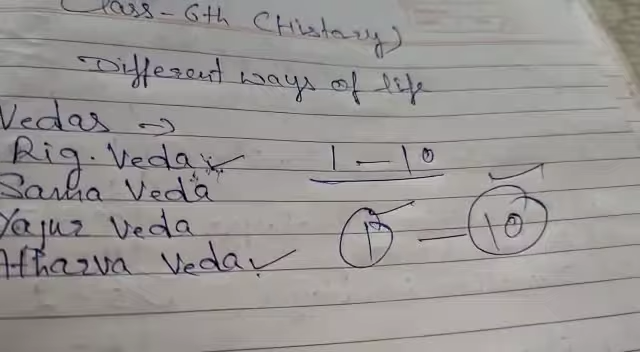 Class - 6th (History)
Different ways of life
Vedas →
Rig. Veda ✓ 1 - 10
Sama Veda
Yajur Veda 1 - 10
Atharva Veda ✓